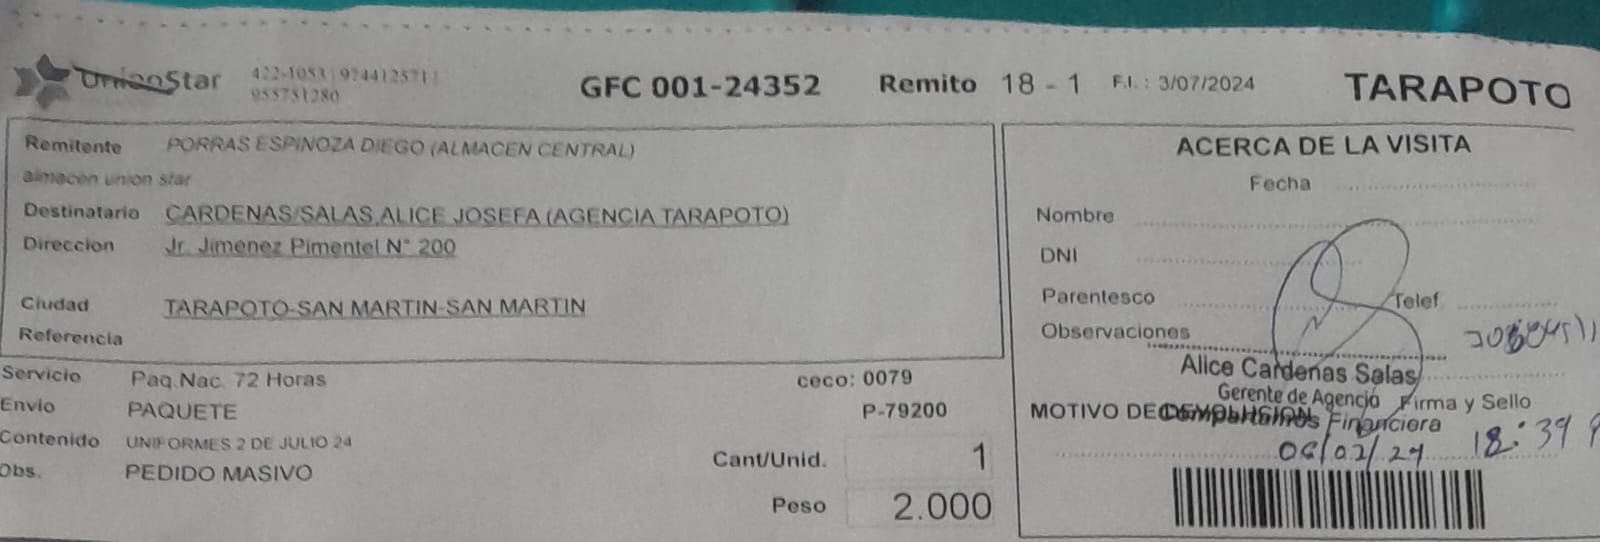 UnionStar
422-1053 | 924412571 |
955751280
GFC 001-24352 Remito 18 - 1 F.I. : 3/07/2024 TARAPOTO
Remitente PORRAS ESPINOZA DIEGO (ALMACEN CENTRAL)
almacen union star
Destinatario CARDENAS/SALAS,ALICE JOSEFA (AGENCIA TARAPOTO)
Direccion Jr. Jimenez Pimentel N° 200
Ciudad TARAPOTO-SAN MARTIN-SAN MARTIN
Referencia
Servicio Paq.Nac. 72 Horas ceco: 0079
Envio PAQUETE P-79200
Contenido UNIFORMES 2 DE JULIO 24
Obs. PEDIDO MASIVO
Cant/Unid. 1
Peso 2.000
ACERCA DE LA VISITA
Fecha
Nombre
DNI
Parentesco Telef.
Observaciones
Alice Cardenas Salas
Gerente de Agencia Firma y Sello
MOTIVO DE DEVOLUCION
Compartamos Financiera
18:39